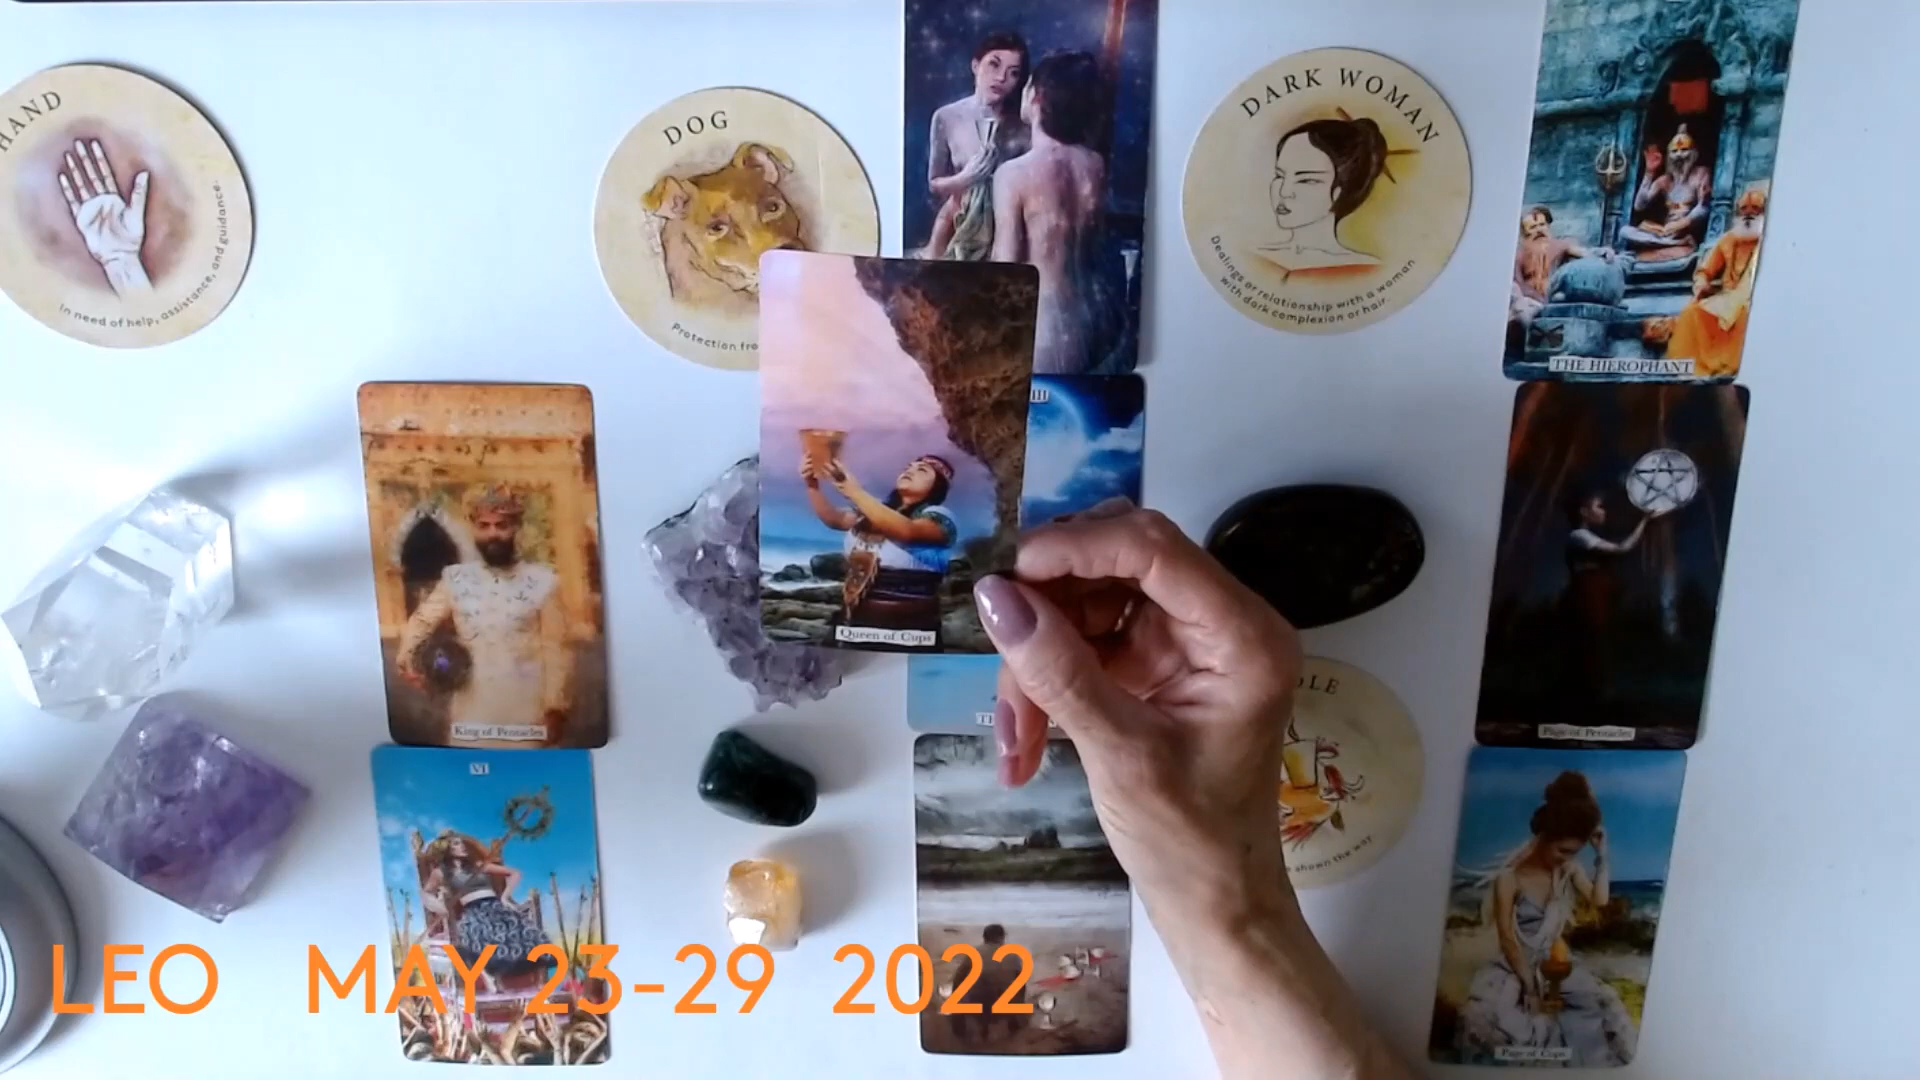 HAND
In need of help, assistance, and guidance.
DOG
Protection
DARK WOMAN
Dealings or relationship with a woman
with dark complexion or hair.
THE HIEROPHANT
III
Queen of Cups
King of Pentacles
Page of Pentacles
VI
shown the way
Page of Cups
LEO MAY 23-29 2022